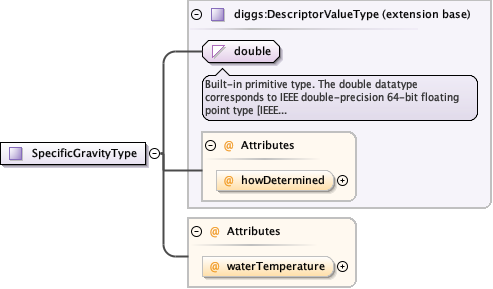 diggs:DescriptorValueType (extension base)
double
Built-in primitive type. The double datatype
corresponds to IEEE double-precision 64-bit floating
point type [IEEE...
@ Attributes
@ howDetermined
SpecificGravityType
@ Attributes
@ waterTemperature